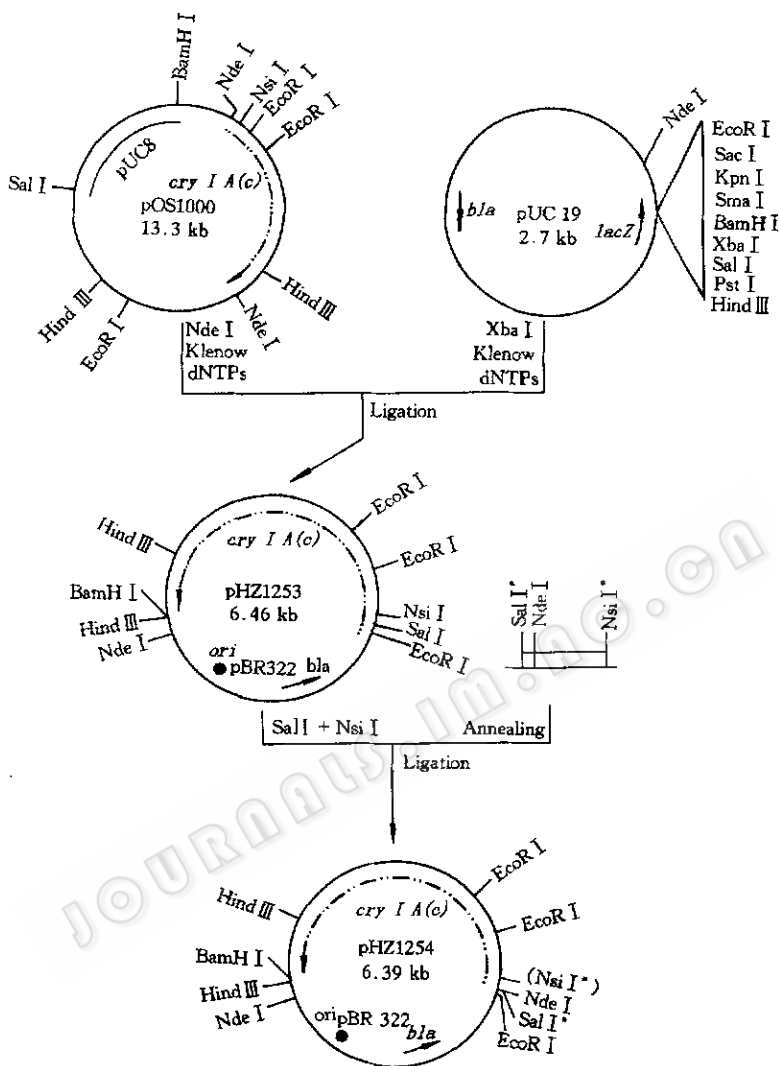 BamH Ⅰ
Nde Ⅰ
Nsi Ⅰ
EcoR Ⅰ
EcoR Ⅰ
pUC8
Sal Ⅰ
cry Ⅰ A(c)
pOS1000
13.3 kb
Hind Ⅲ
EcoR Ⅰ
Nde Ⅰ
Hind Ⅲ
Nde Ⅰ
Klenow
dNTPs
Nde Ⅰ
bla
pUC 19
2.7 kb
lacZ
EcoR Ⅰ
Sac Ⅰ
Kpn Ⅰ
Sma Ⅰ
BamH Ⅰ
Xba Ⅰ
Sal Ⅰ
Pst Ⅰ
Hind Ⅲ
Xba Ⅰ
Klenow
dNTPs
Ligation
EcoR Ⅰ
EcoR Ⅰ
Hind Ⅲ
cry Ⅰ A(c)
pHZ1253
6.46 kb
BamH Ⅰ
Hind Ⅲ
Nde Ⅰ
Nsi Ⅰ
Sal Ⅰ
EcoR Ⅰ
ori
pBR322
bla
Sal Ⅰ*
Nde Ⅰ
Nsi Ⅰ*
Sal Ⅰ + Nsi Ⅰ
Annealing
Ligation
EcoR Ⅰ
EcoR Ⅰ
Hind Ⅲ
cry Ⅰ A(c)
pHZ1254
6.39 kb
BamH Ⅰ
Hind Ⅲ
Nde Ⅰ
(Nsi Ⅰ*)
Nde Ⅰ
Sal Ⅰ*
EcoR Ⅰ
ori
pBR 322
bla
JOURNALS.IM.AC.CN